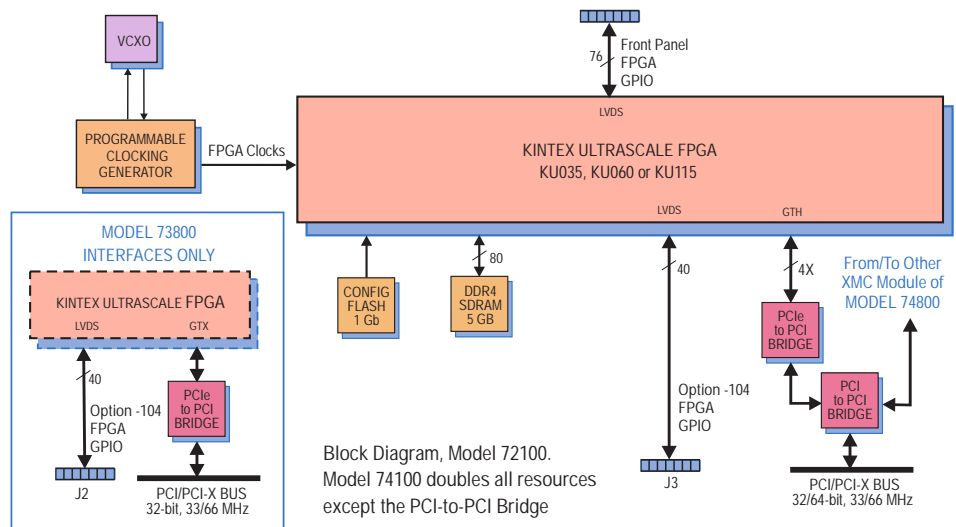 VCXO
76
Front Panel
FPGA
GPIO
PROGRAMMABLE
CLOCKING
GENERATOR
FPGA Clocks
LVDS
KINTEX ULTRASCALE FPGA
KU035, KU060 or KU115
LVDS
GTH
MODEL 73800
INTERFACES ONLY
KINTEX ULTRASCALE FPGA
LVDS
GTX
40
Option -104
FPGA
GPIO
PCIe
to PCI
BRIDGE
J2
PCI/PCI-X BUS
32-bit, 33/66 MHz
CONFIG
FLASH
1 Gb
80
DDR4
SDRAM
5 GB
40
Option -104
FPGA
GPIO
J3
4X
PCIe
to PCI
BRIDGE
From/To Other
XMC Module of
MODEL 74800
PCI
to PCI
BRIDGE
PCI/PCI-X BUS
32/64-bit, 33/66 MHz
Block Diagram, Model 72100.
Model 74100 doubles all resources
except the PCI-to-PCI Bridge